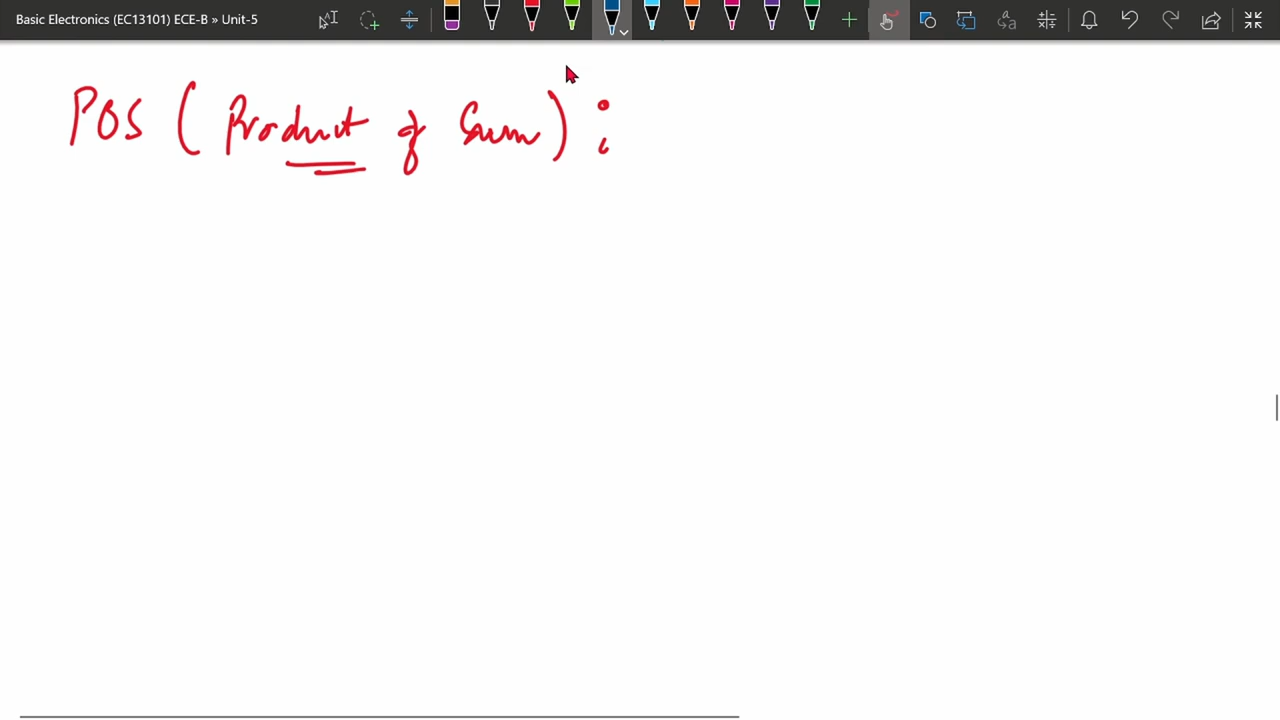 Basic Electronics (EC13101) ECE-B » Unit-5
POS ( Product of Sum ) :